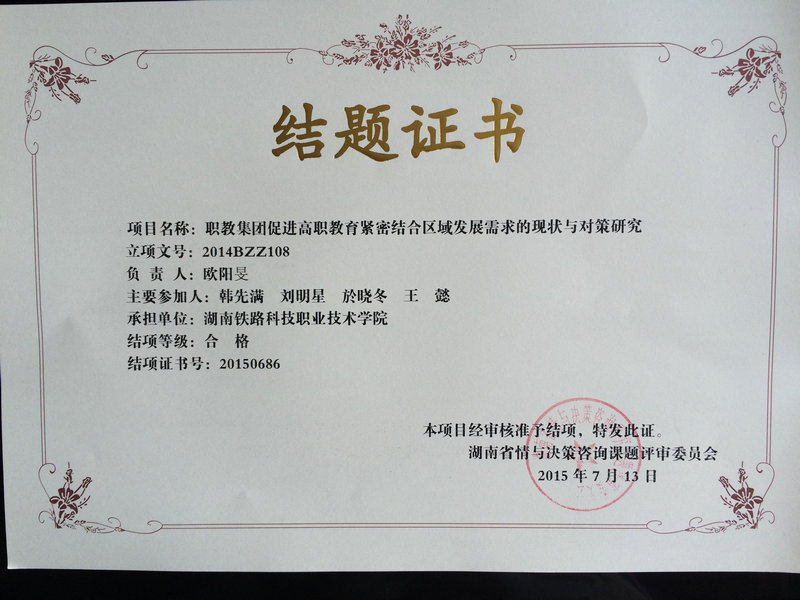 结题证书
项目名称：职教集团促进高职教育紧密结合区域发展需求的现状与对策研究
立项文号：2014BZZ108
负 责 人：欧阳旻
主要参加人：韩先满 刘明星 於晓冬 王 懿
承担单位：湖南铁路科技职业技术学院
结项等级：合 格
结项证书号：20150686
本项目经审核准予结项，特发此证。
湖南省情与决策咨询课题评审委员会
2015 年 7 月 13 日